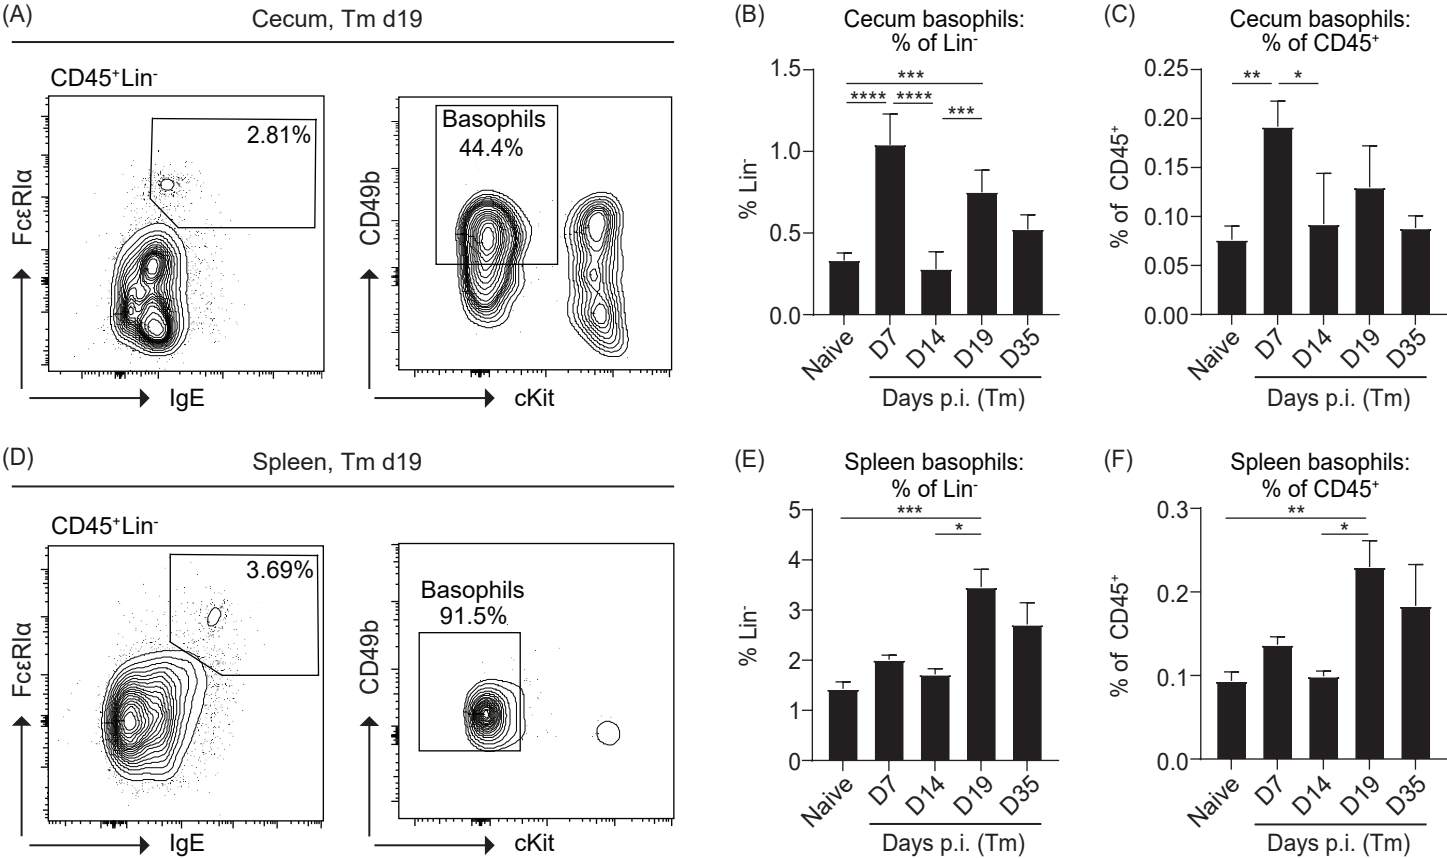 (A)
Cecum, Tm d19
CD45⁺Lin⁻
2.81%
FcεRIα
IgE
Basophils
44.4%
CD49b
cKit
(B)
Cecum basophils:
% of Lin⁻
% Lin⁻
1.5
1.0
0.5
0.0
***
**** ****
***
Naive D7 D14 D19 D35
Days p.i. (Tm)
(C)
Cecum basophils:
% of CD45⁺
% of CD45⁺
0.25
0.20
0.15
0.10
0.05
0.00
** *
Naive D7 D14 D19 D35
Days p.i. (Tm)
(D)
Spleen, Tm d19
CD45⁺Lin⁻
3.69%
FcεRIα
IgE
Basophils
91.5%
CD49b
cKit
(E)
Spleen basophils:
% of Lin⁻
% Lin⁻
5
4
3
2
1
0
***
*
Naive D7 D14 D19 D35
Days p.i. (Tm)
(F)
Spleen basophils:
% of CD45⁺
% of CD45⁺
0.3
0.2
0.1
0.0
**
*
Naive D7 D14 D19 D35
Days p.i. (Tm)